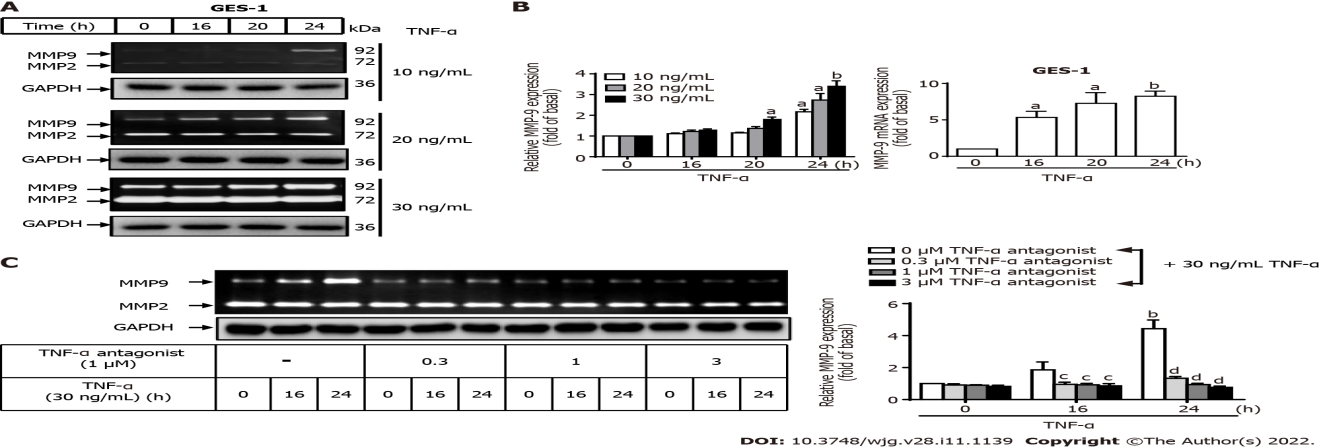 A
GES-1
Time (h) 0 16 20 24 kDa TNF-α
MMP9 92
MMP2 72
10 ng/mL
GAPDH 36
MMP9 92
MMP2 72
20 ng/mL
GAPDH 36
MMP9 92
MMP2 72
30 ng/mL
GAPDH 36
B
Relative MMP-9 expression
(fold of basal)
4
3
2
1
0
10 ng/mL
20 ng/mL
30 ng/mL
a
a
a
b
0 16 20 24 (h)
TNF-α
GES-1
MMP-9 mRNA expression
(fold of basal)
10
5
0
a
a
b
0 16 20 24 (h)
TNF-α
C
MMP9
MMP2
GAPDH
TNF-α antagonist
(1 μM)
- 0.3 1 3
TNF-α
(30 ng/mL) (h)
0 16 24 0 16 24 0 16 24 0 16 24
0 μM TNF-α antagonist
0.3 μM TNF-α antagonist
1 μM TNF-α antagonist
3 μM TNF-α antagonist
+ 30 ng/mL TNF-α
Relative MMP-9 expression
(fold of basal)
6
4
2
0
c c c
b
d d d
0 16 24 (h)
TNF-α
DOI: 10.3748/wjg.v28.i11.1139 Copyright ©The Author(s) 2022.